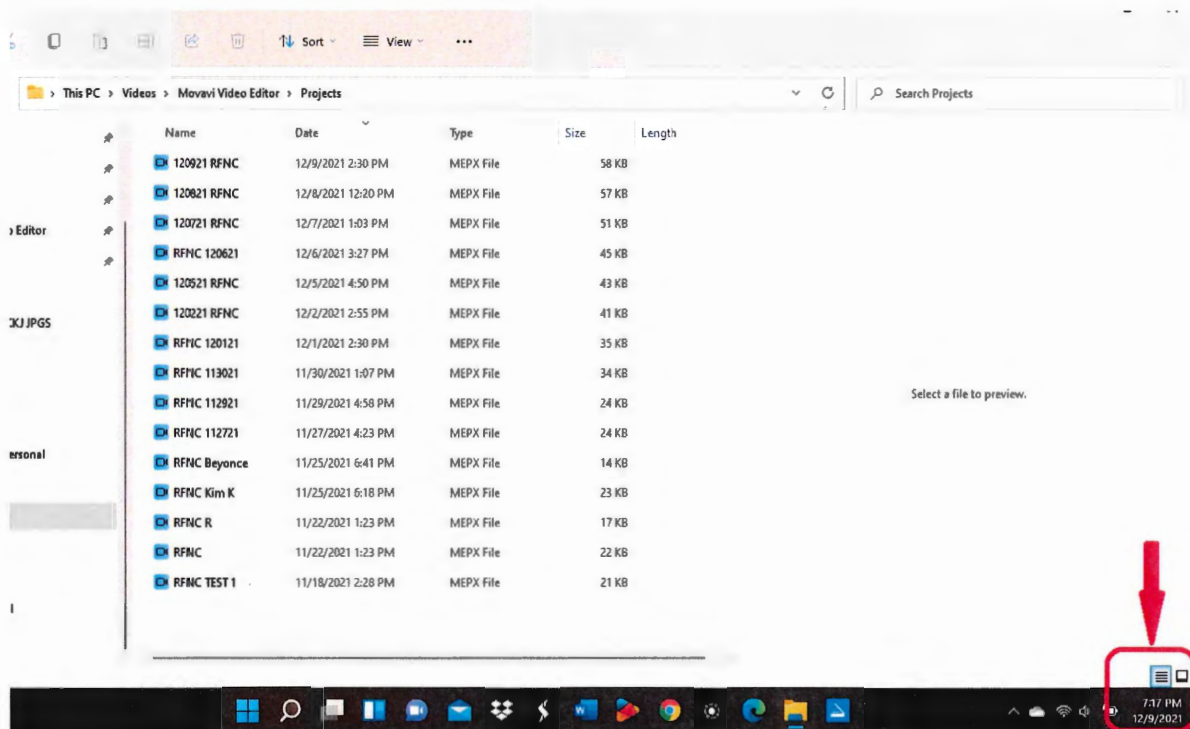 Sort View ...
> This PC > Videos > Movavi Video Editor > Projects
Search Projects
Name Date Type Size Length
120921 RFNC 12/9/2021 2:30 PM MEPX File 58 KB
120821 RFNC 12/8/2021 12:20 PM MEPX File 57 KB
120721 RFNC 12/7/2021 1:03 PM MEPX File 51 KB
Editor
RFNC 120621 12/6/2021 3:27 PM MEPX File 45 KB
120521 RFNC 12/5/2021 4:50 PM MEPX File 43 KB
120221 RFNC 12/2/2021 2:55 PM MEPX File 41 KB
JPGS
RFNC 120121 12/1/2021 2:30 PM MEPX File 35 KB
RFNC 113021 11/30/2021 1:07 PM MEPX File 34 KB
Select a file to preview.
RFNC 112921 11/29/2021 4:58 PM MEPX File 24 KB
RFNC 112721 11/27/2021 4:23 PM MEPX File 24 KB
ersonal
RFNC Beyonce 11/25/2021 6:41 PM MEPX File 14 KB
RFNC Kim K 11/25/2021 6:18 PM MEPX File 23 KB
RFNC R 11/22/2021 1:23 PM MEPX File 17 KB
RFNC 11/22/2021 1:23 PM MEPX File 22 KB
RFNC TEST 1 11/18/2021 2:28 PM MEPX File 21 KB
7:17 PM
12/9/2021